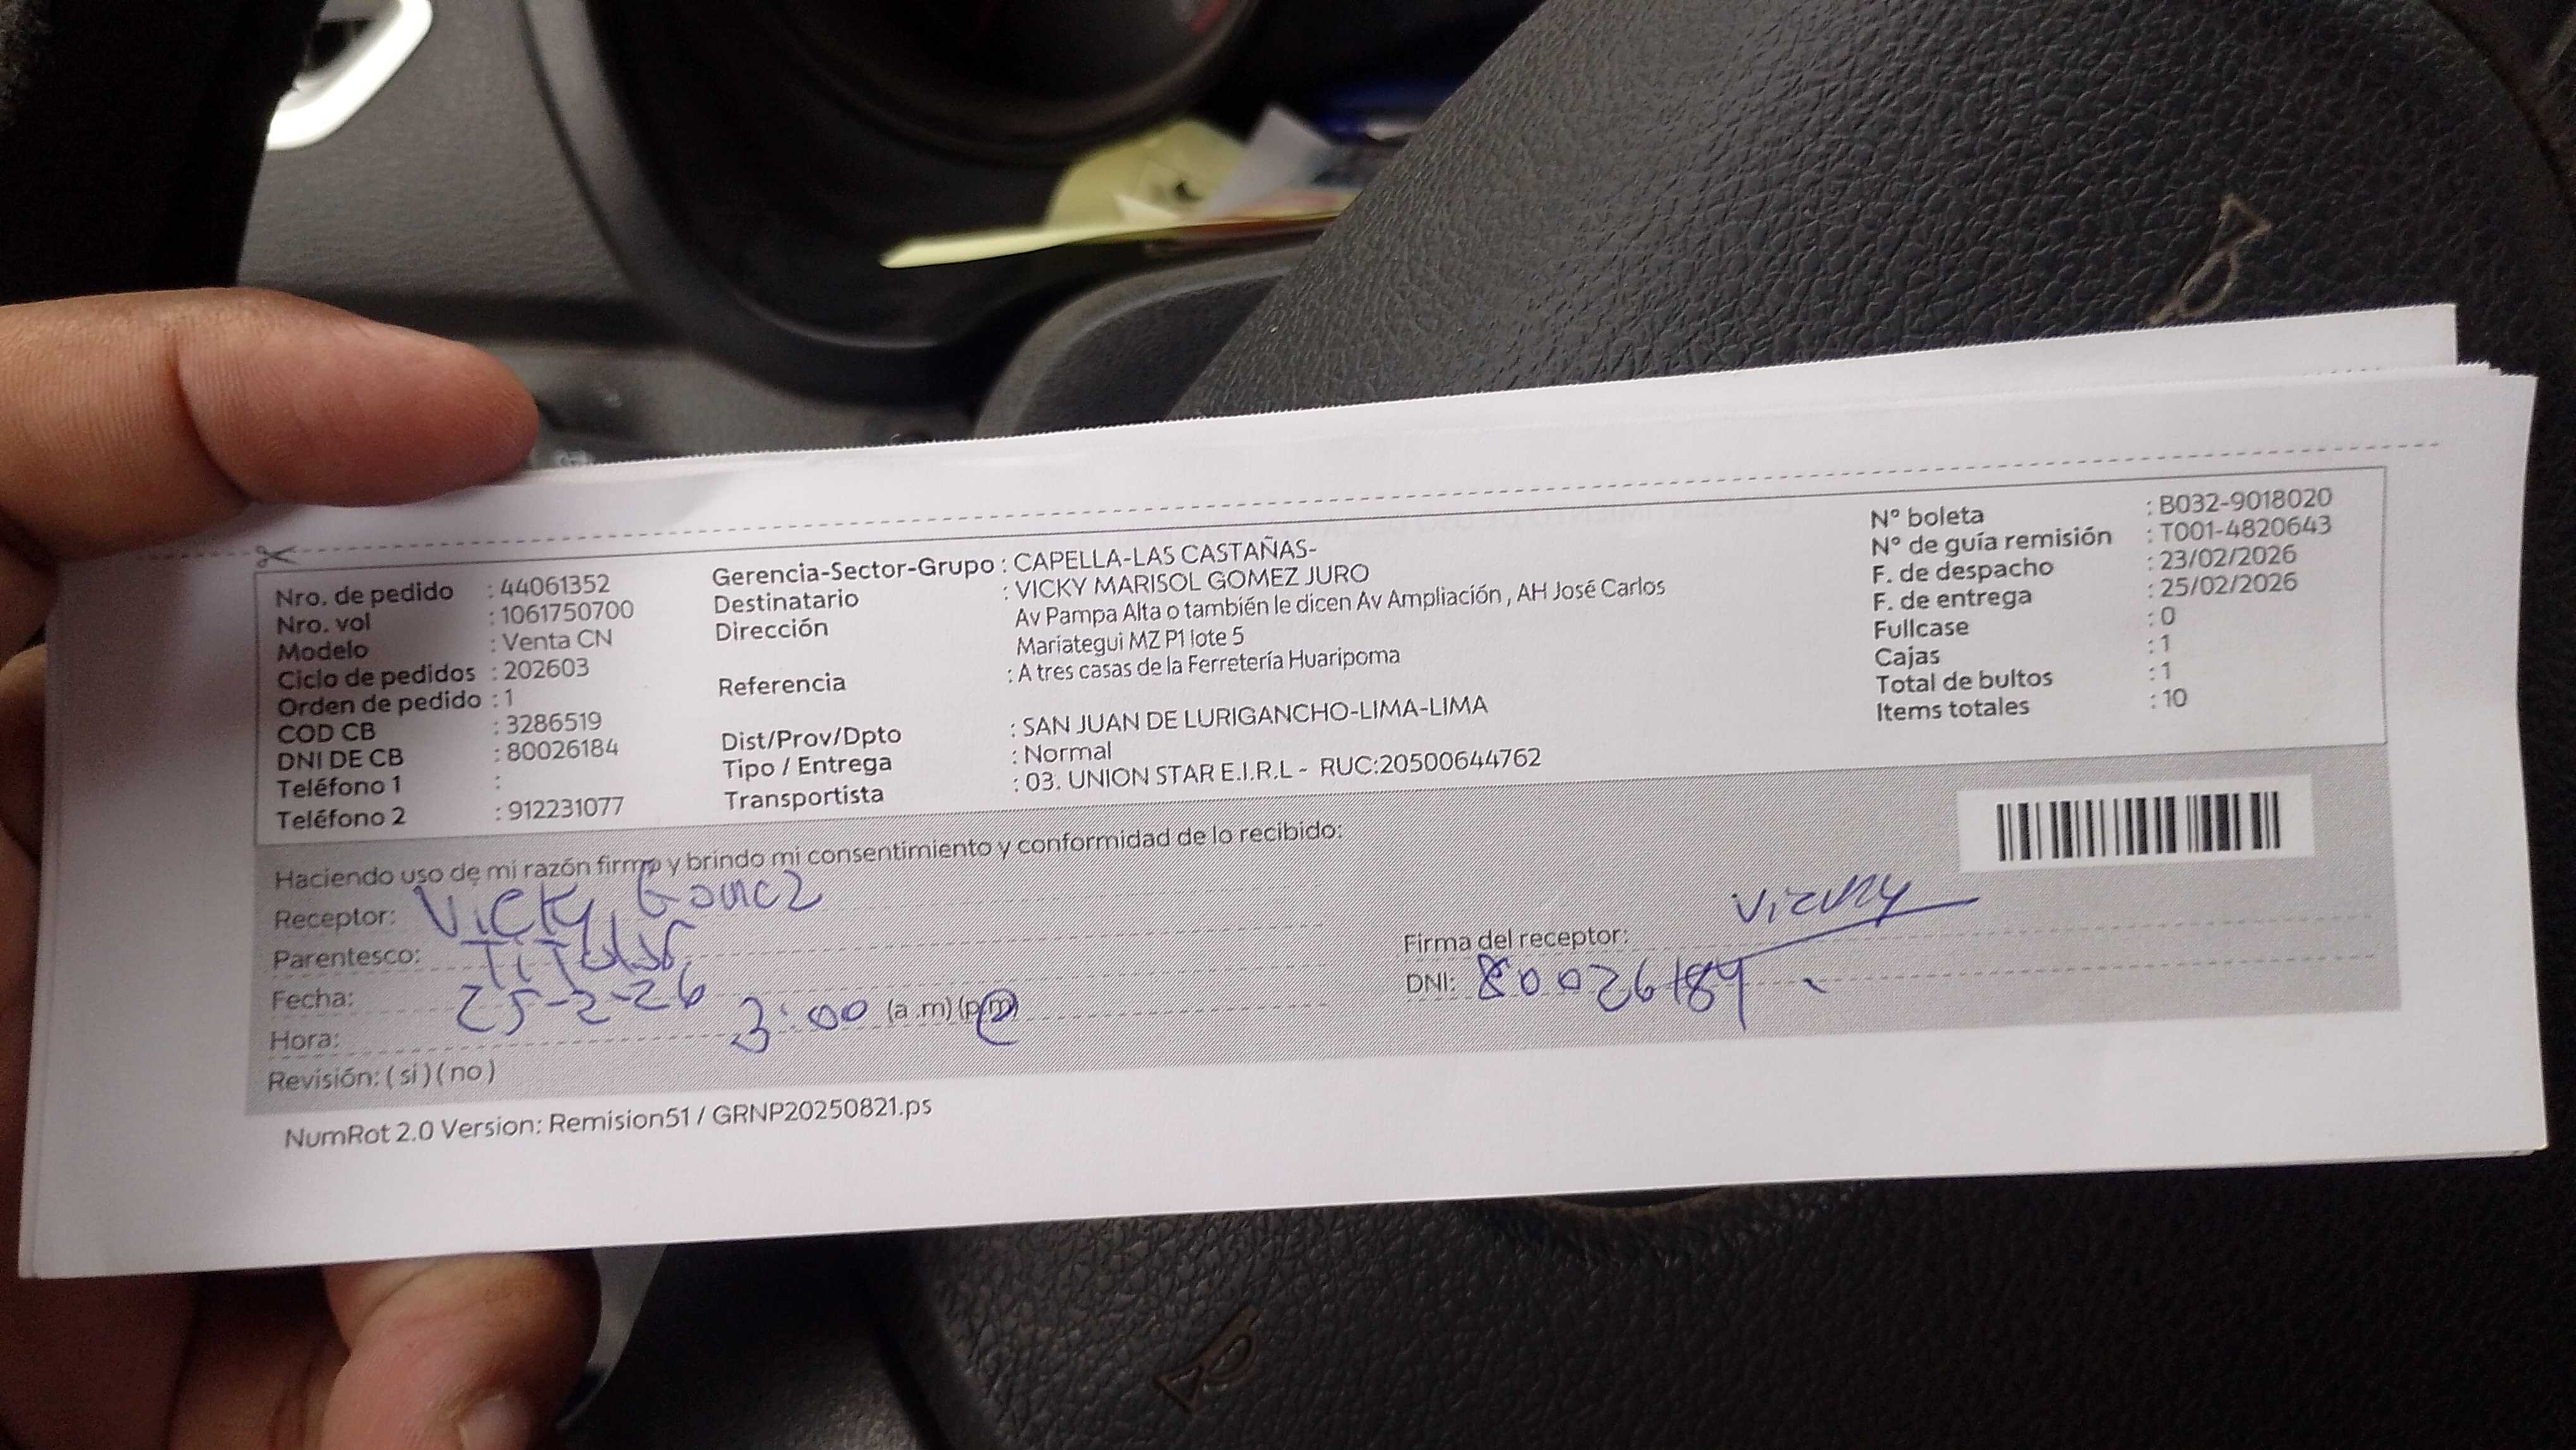 Nro. de pedido : 44061352
Nro. vol : 1061750700
Modelo : Venta CN
Ciclo de pedidos : 202603
Orden de pedido : 1
COD CB : 3286519
DNI DE CB : 80026184
Teléfono 1 :
Teléfono 2 : 912231077
Gerencia-Sector-Grupo : CAPELLA-LAS CASTAÑAS-
Destinatario : VICKY MARISOL GOMEZ JURO
Dirección Av Pampa Alta o también le dicen Av Ampliación , AH José Carlos
Mariategui MZ P1 lote 5
Referencia : A tres casas de la Ferretería Huaripoma
Dist/Prov/Dpto : SAN JUAN DE LURIGANCHO-LIMA-LIMA
Tipo / Entrega : Normal
Transportista : 03. UNION STAR E.I.R.L - RUC:20500644762
N° boleta : B032-9018020
N° de guía remisión : T001-4820643
F. de despacho : 23/02/2026
F. de entrega : 25/02/2026
Fullcase : 0
Cajas : 1
Total de bultos : 1
Items totales : 10
Haciendo uso de mi razón firmo y brindo mi consentimiento y conformidad de lo recibido:
Receptor: Vicky Gomez
Parentesco: Titular
Fecha: 25-2-26
Hora: 3:00 (a .m) (p.m)
Revisión: ( si ) ( no )
Firma del receptor:
DNI: 80026184
NumRot 2.0 Version: Remision51 / GRNP20250821.ps